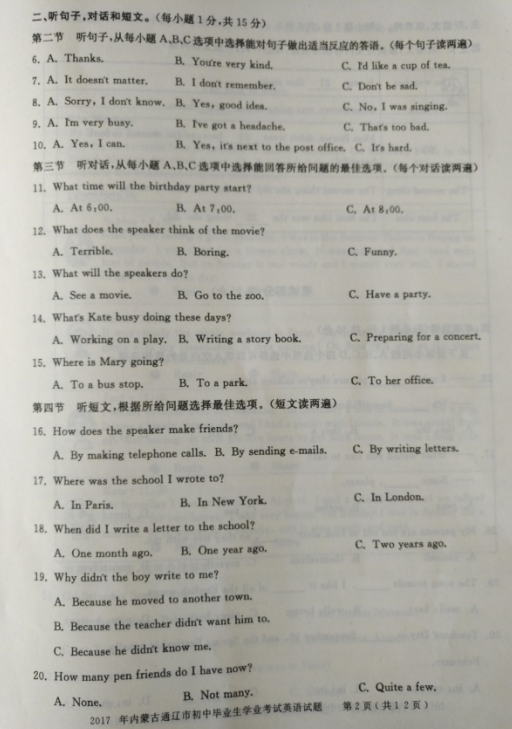 二、听句子,对话和短文。(每小题1分,共15分)
第二节 听句子,从每小题A、B、C选项中选择能对句子做出适当反应的答语。(每个句子读两遍)
6. A. Thanks. B. You're very kind. C. I'd like a cup of tea.
7. A. It doesn't matter. B. I don't remember. C. Don't be sad.
8. A. Sorry, I don't know. B. Yes, good idea. C. No, I was singing.
9. A. I'm very busy. B. I've got a headache. C. That's too bad.
10. A. Yes, I can. B. Yes, it's next to the post office. C. It's hard.
第三节 听对话,从每小题A、B、C选项中选择能回答所给问题的最佳选项。(每个对话读两遍)
11. What time will the birthday party start?
A. At 6:00. B. At 7:00. C. At 8:00.
12. What does the speaker think of the movie?
A. Terrible. B. Boring. C. Funny.
13. What will the speakers do?
A. See a movie. B. Go to the zoo. C. Have a party.
14. What's Kate busy doing these days?
A. Working on a play. B. Writing a story book. C. Preparing for a concert.
15. Where is Mary going?
A. To a bus stop. B. To a park. C. To her office.
第四节 听短文,根据所给问题选择最佳选项。(短文读两遍)
16. How does the speaker make friends?
A. By making telephone calls. B. By sending e-mails. C. By writing letters.
17. Where was the school I wrote to?
A. In Paris. B. In New York. C. In London.
18. When did I write a letter to the school?
A. One month ago. B. One year ago. C. Two years ago.
19. Why didn't the boy write to me?
A. Because he moved to another town.
B. Because the teacher didn't want him to.
C. Because he didn't know me.
20. How many pen friends do I have now?
A. None. B. Not many. C. Quite a few.
2017 年内蒙古通辽市初中毕业生学业考试英语试题 第2页(共12页)